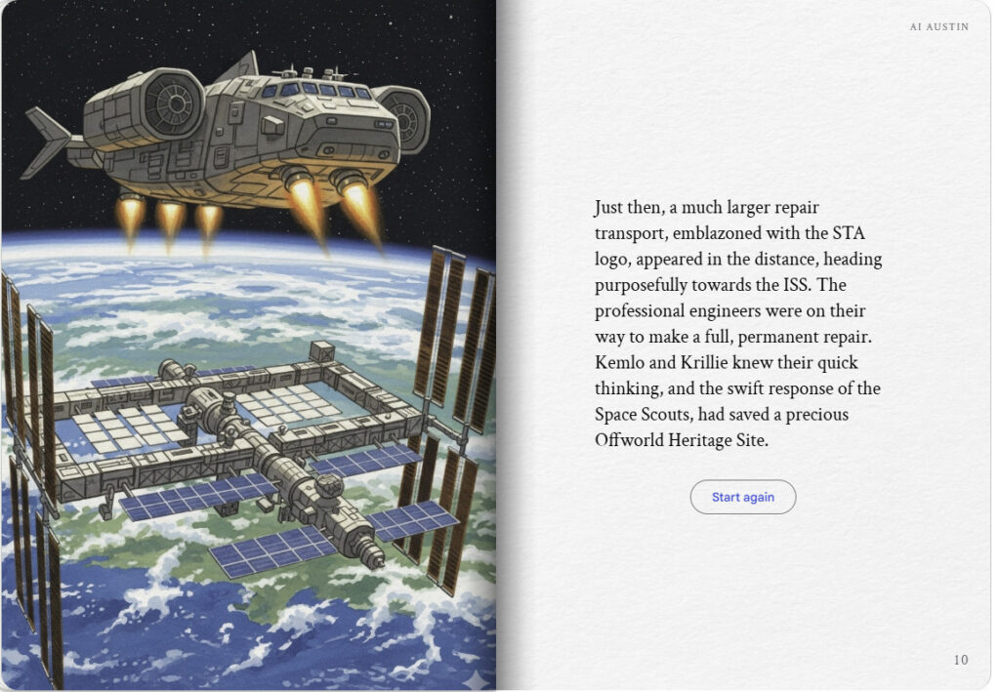 AI AUSTIN
Just then, a much larger repair
transport, emblazoned with the STA
logo, appeared in the distance, heading
purposefully towards the ISS. The
professional engineers were on their
way to make a full, permanent repair.
Kemlo and Krillie knew their quick
thinking, and the swift response of the
Space Scouts, had saved a precious
Offworld Heritage Site.
Start again
10